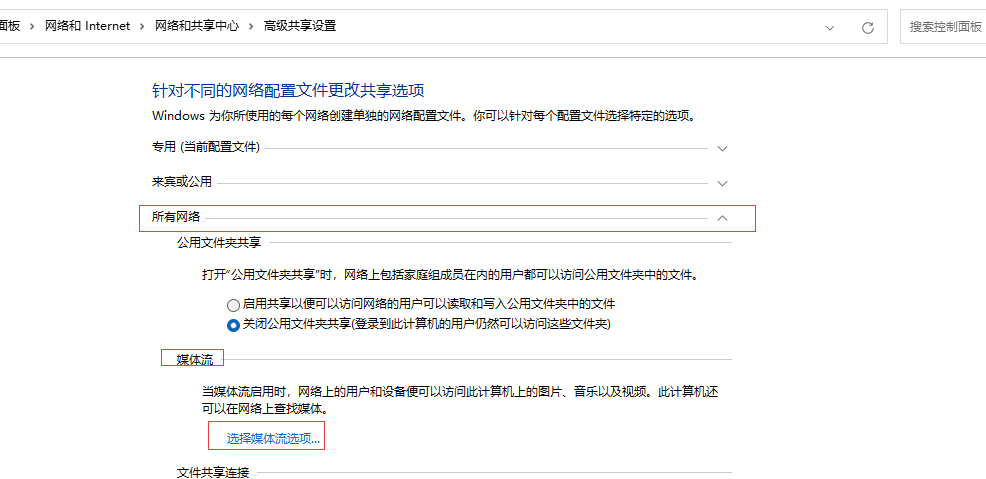 面板 › 网络和 Internet › 网络和共享中心 › 高级共享设置
搜索控制面板
针对不同的网络配置文件更改共享选项
Windows 为你所使用的每个网络创建单独的网络配置文件。你可以针对每个配置文件选择特定的选项。
专用 (当前配置文件)
来宾或公用
所有网络
公用文件夹共享
打开“公用文件夹共享”时，网络上包括家庭组成员在内的用户都可以访问公用文件夹中的文件。
启用共享以便可以访问网络的用户可以读取和写入公用文件夹中的文件
关闭公用文件夹共享(登录到此计算机的用户仍然可以访问这些文件夹)
媒体流
当媒体流启用时，网络上的用户和设备便可以访问此计算机上的图片、音乐以及视频。此计算机还
可以在网络上查找媒体。
选择媒体流选项...
文件共享连接